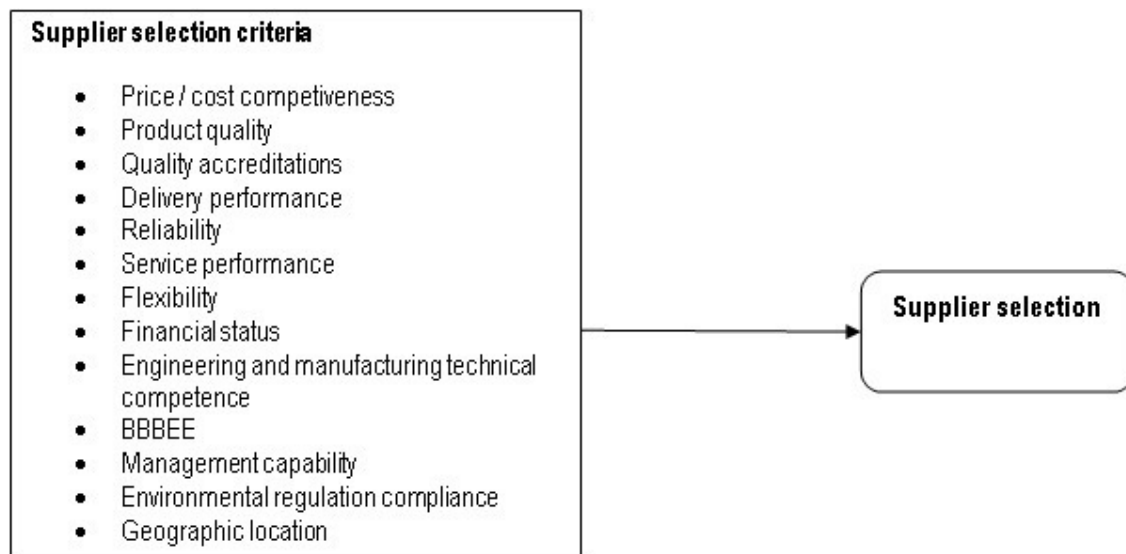 Supplier selection criteria
• Price / cost competiveness
• Product quality
• Quality accreditations
• Delivery performance
• Reliability
• Service performance
• Flexibility
• Financial status
• Engineering and manufacturing technical
competence
• BBBEE
• Management capability
• Environmental regulation compliance
• Geographic location
Supplier selection